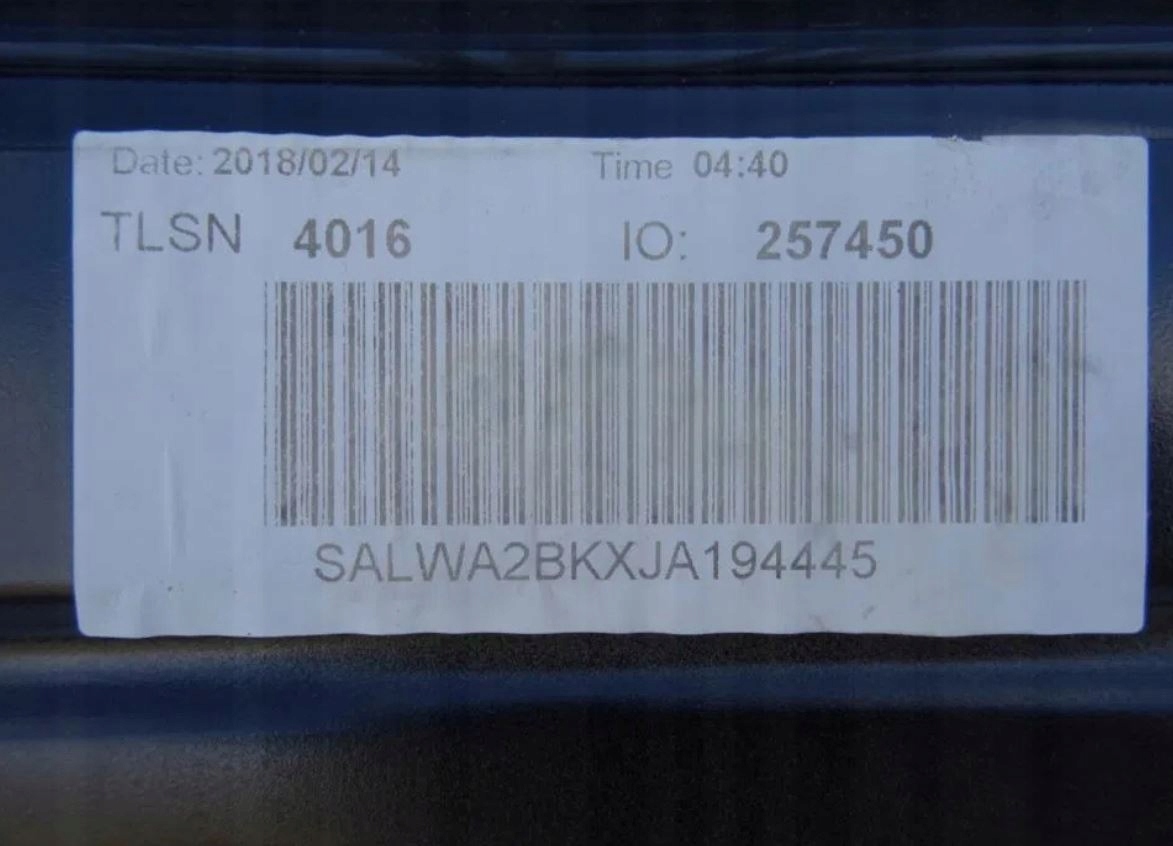 Date: 2018/02/14 Time 04:40
TLSN 4016 IO: 257450
SALWA2BKXJA194445